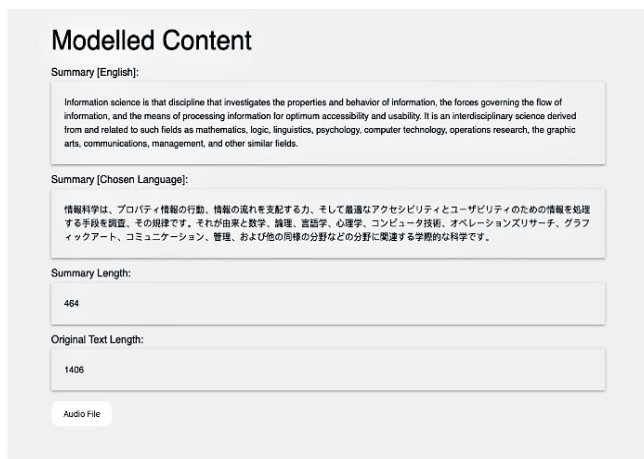 Modelled Content
Summary [English]:
Information science is that discipline that investigates the properties and behavior of information, the forces governing the flow of
information, and the means of processing information for optimum accessibility and usability. It is an interdisciplinary science derived
from and related to such fields as mathematics, logic, linguistics, psychology, computer technology, operations research, the graphic
arts, communications, management, and other similar fields.
Summary [Chosen Language]:
情報科学は、プロパティ情報の行動、情報の流れを支配する力、そして最適なアクセシビリティとユーザビリティのための情報を処理
する手段を調査、その規律です。それが由来と数学、論理、言語学、心理学、コンピュータ技術、オペレーションズリサーチ、グラフ
ィックアート、コミュニケーション、管理、および他の同様の分野などの分野に関連する学際的な科学です。
Summary Length:
464
Original Text Length:
1406
Audio File